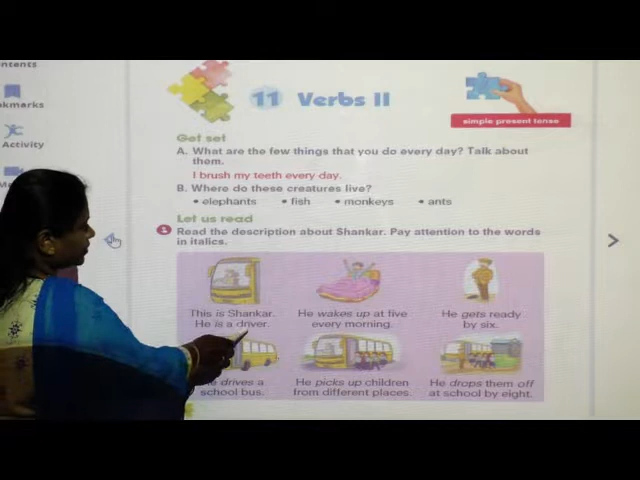 Activity
11 Verbs II
simple present tense
Get set
A. What are the few things that you do every day? Talk about
them.
I brush my teeth every day.
B. Where do these creatures live?
• elephants • fish • monkeys • ants
Let us read
Read the description about Shankar. Pay attention to the words
in italics.
This is Shankar.
He is a driver.
He wakes up at five
every morning.
He gets ready
by six.
drives a
school bus.
He picks up children
from different places.
He drops them off
at school by eight.